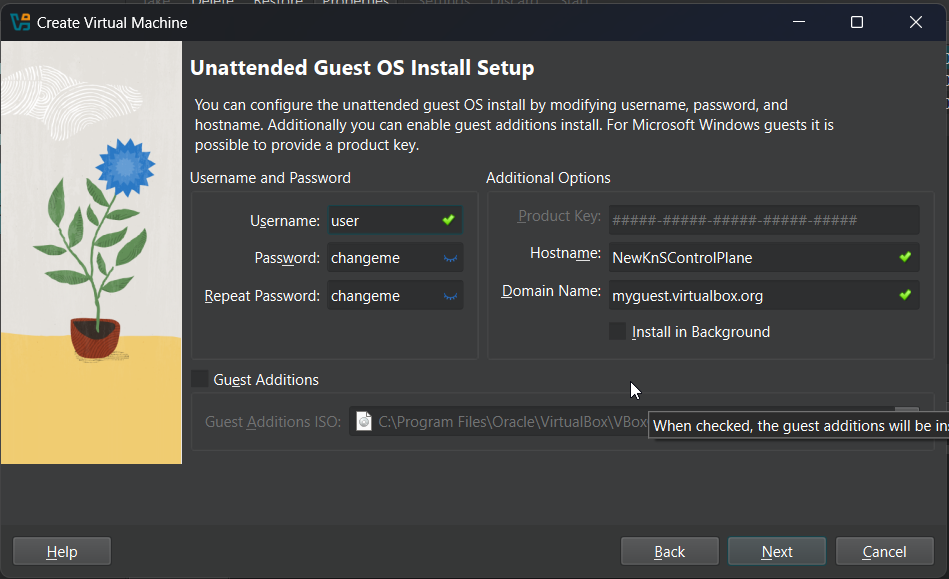 Create Virtual Machine
Unattended Guest OS Install Setup
You can configure the unattended guest OS install by modifying username, password, and
hostname. Additionally you can enable guest additions install. For Microsoft Windows guests it is
possible to provide a product key.
Username and Password
Username: user
Password: changeme
Repeat Password: changeme
Additional Options
Product Key: #####-#####-#####-#####-#####
Hostname: NewKnSControlPlane
Domain Name: myguest.virtualbox.org
Install in Background
Guest Additions
Guest Additions ISO: C:\Program Files\Oracle\VirtualBox\VBox
When checked, the guest additions will be ins
Help
Back
Next
Cancel